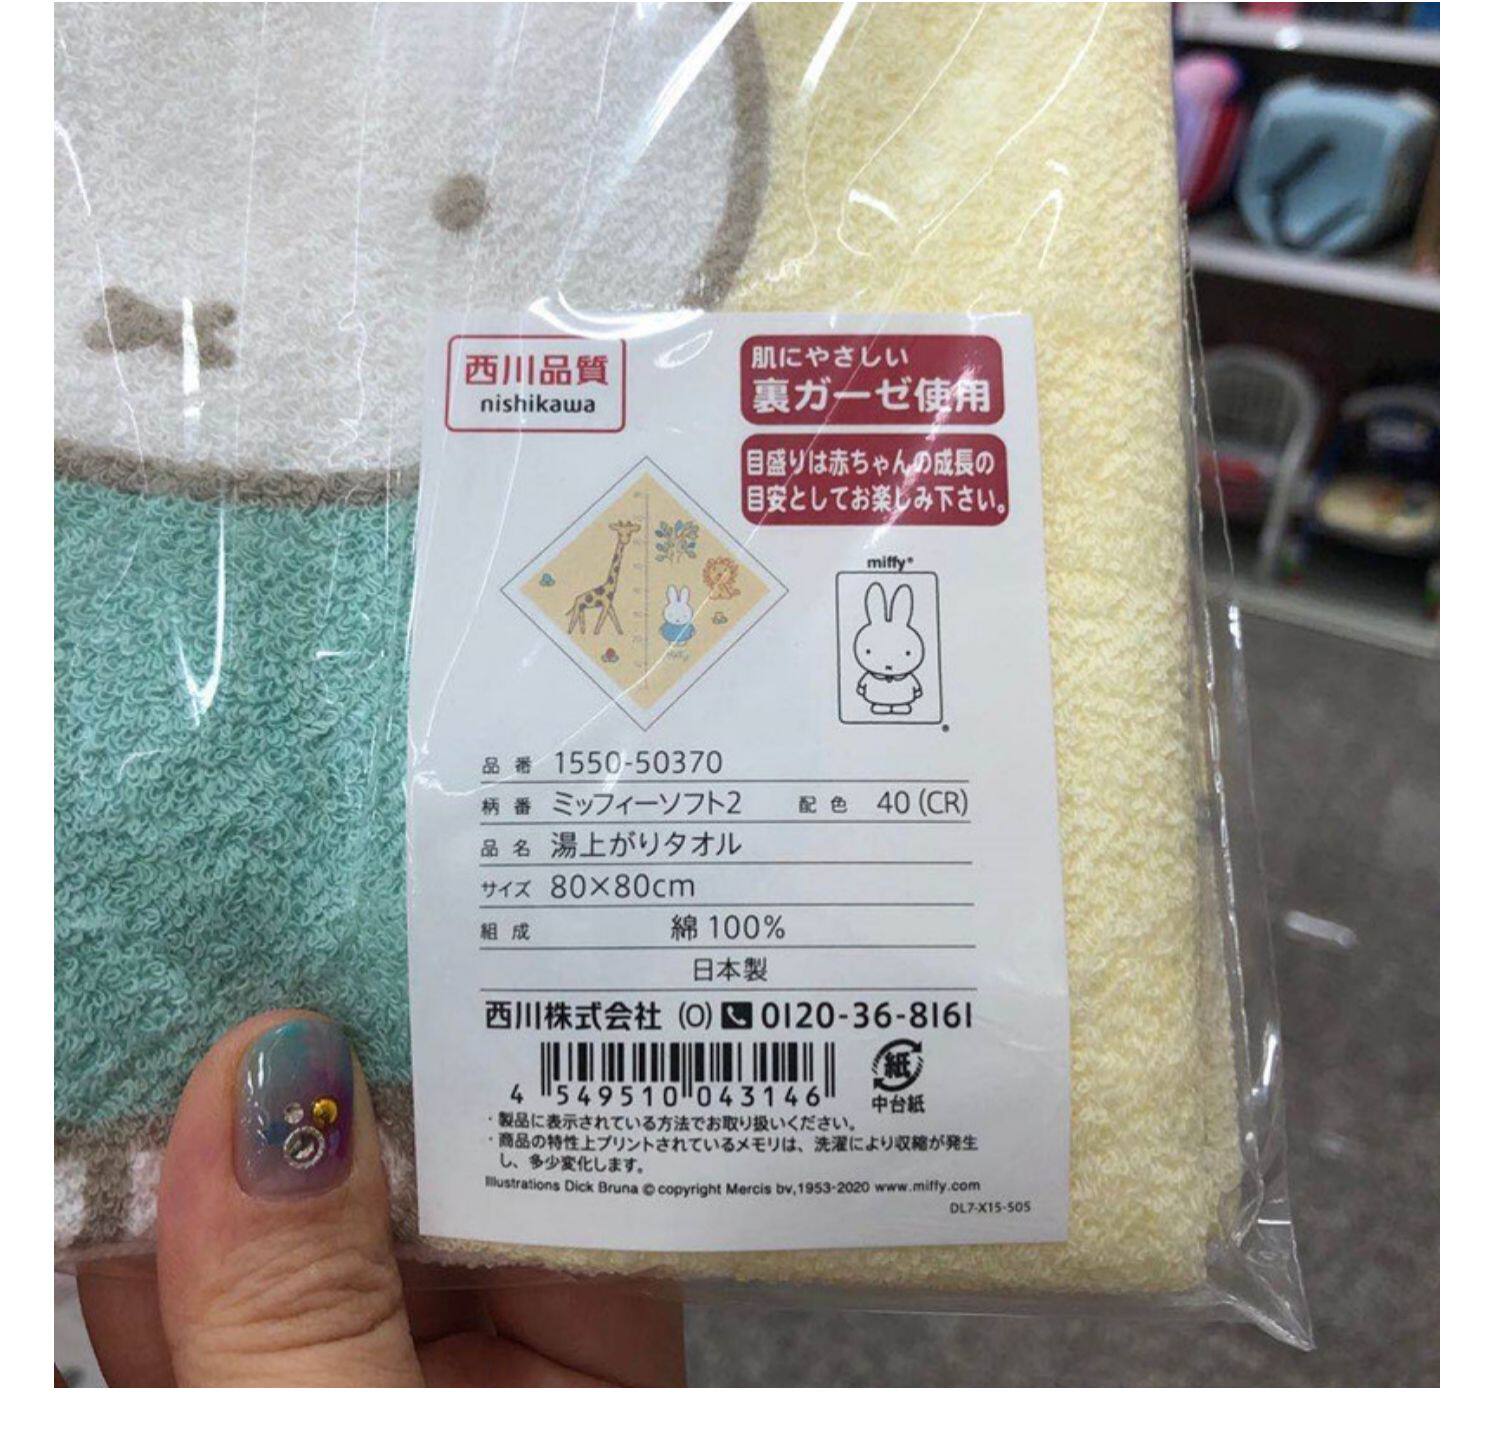 西川品質
nishikawa
肌にやさしい
裏ガーゼ使用
目盛りは赤ちゃんの成長の
目安としてお楽しみ下さい。
miffy®
品番 1550-50370
柄番 ミッフィーソフト2 配色 40 (CR)
品名 湯上がりタオル
サイズ 80×80cm
組成 綿100%
日本製
西川株式会社 (O) 0120-36-8161
4 549510 043146
紙
中台紙
・製品に表示されている方法でお取り扱いください。
・商品の特性上プリントされているメモリは、洗濯により収縮が発生
し、多少変化します。
Illustrations Dick Bruna © copyright Mercis bv,1953-2020 www.miffy.com
DL7-X15-505